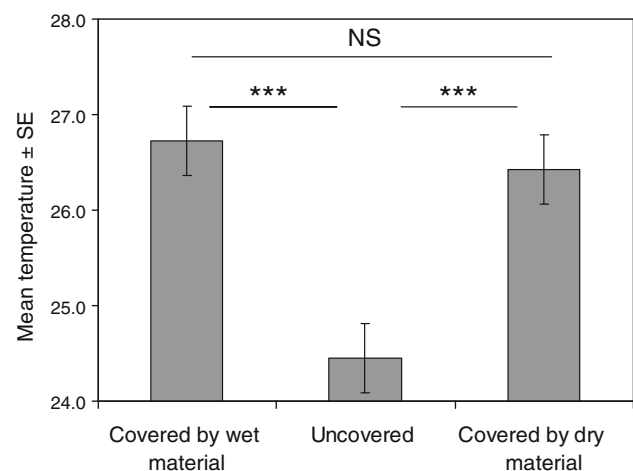 28.0
NS
*** ***
27.0
26.0
25.0
24.0
Mean temperature ± SE
Covered by wet material
Uncovered
Covered by dry material